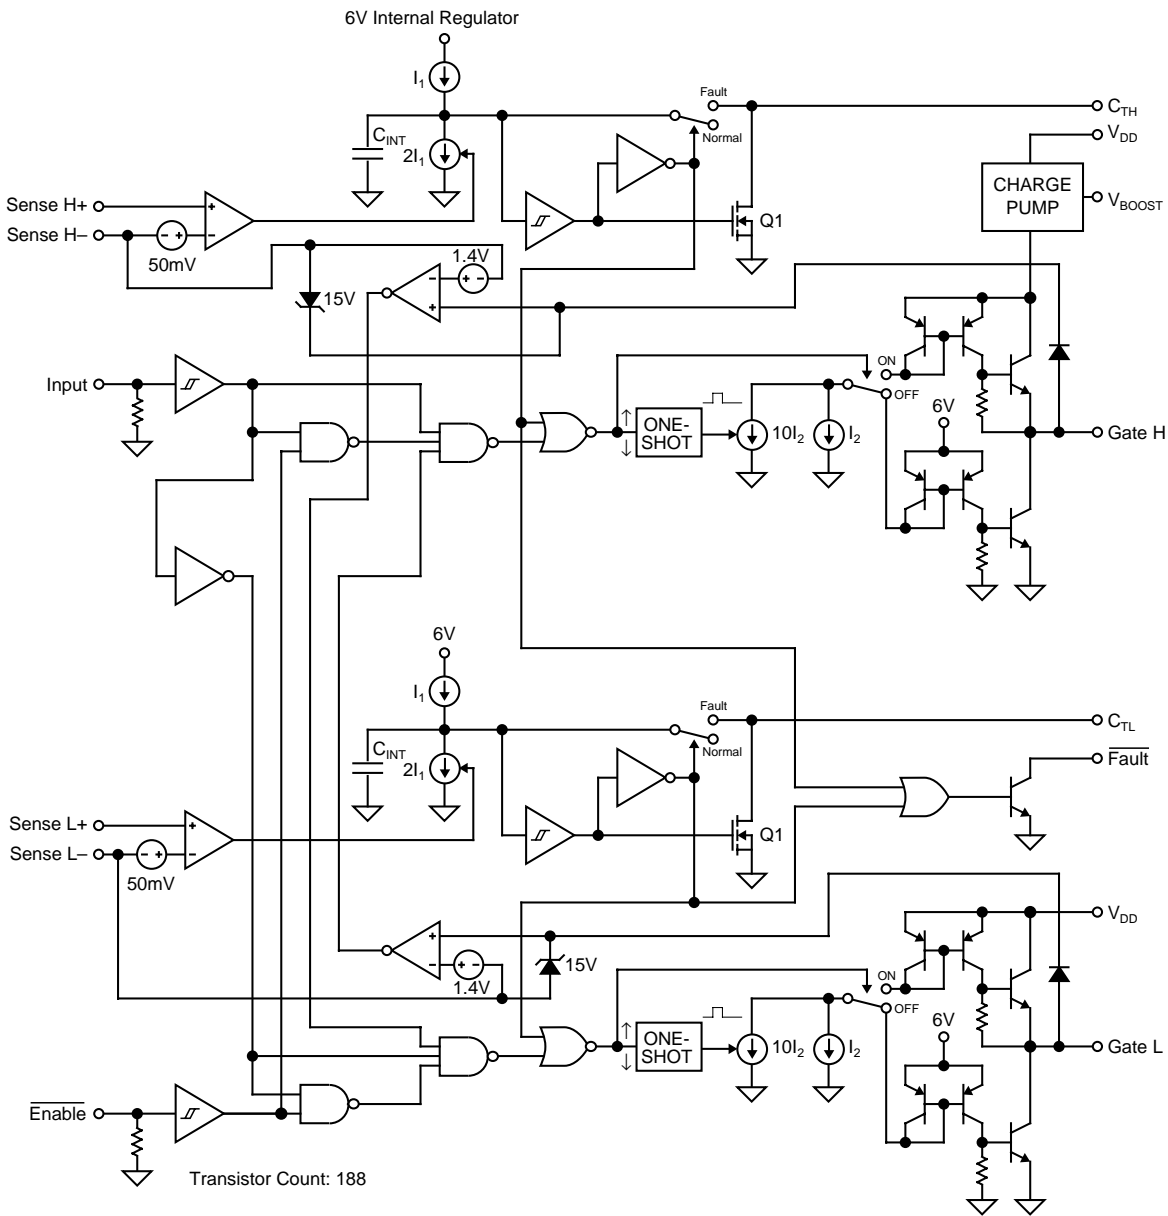 6V Internal Regulator
I1
Fault
CTH
CINT
Normal
VDD
2I1
CHARGE
PUMP
VBOOST
Sense H+
+
Q1
Sense H–
– +
–
50mV
1.4V
–
+ –
15V
+
ON
Input
OFF
6V
ONE-
SHOT
10I2
I2
Gate H
6V
I1
Fault
CTL
CINT
Normal
2I1
Fault
Sense L+
+
Q1
Sense L–
– +
–
50mV
VDD
+
–
+ –
15V
1.4V
ON
OFF
6V
ONE-
SHOT
10I2
I2
Gate L
Enable
Transistor Count: 188